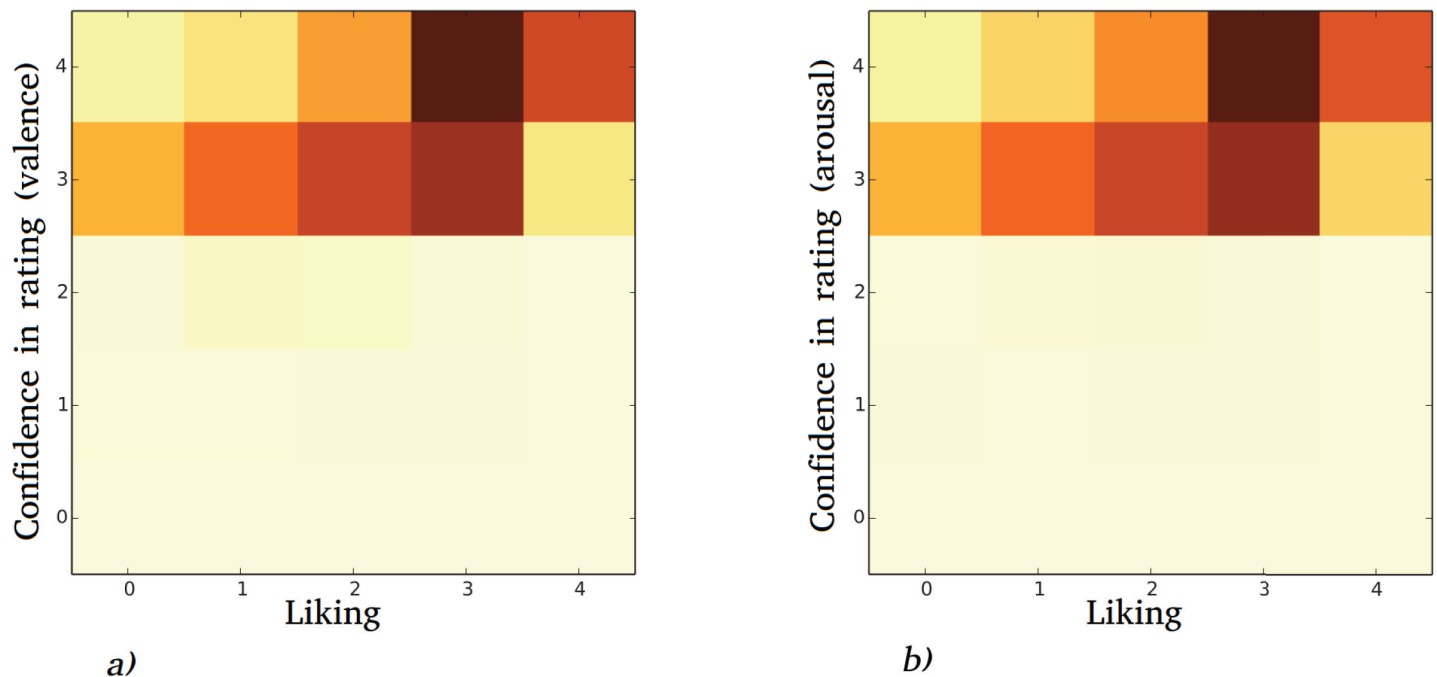 Confidence in rating (valence)
4
3
2
1
0
0 1 2 3 4
Liking
a)
Confidence in rating (arousal)
4
3
2
1
0
0 1 2 3 4
Liking
b)